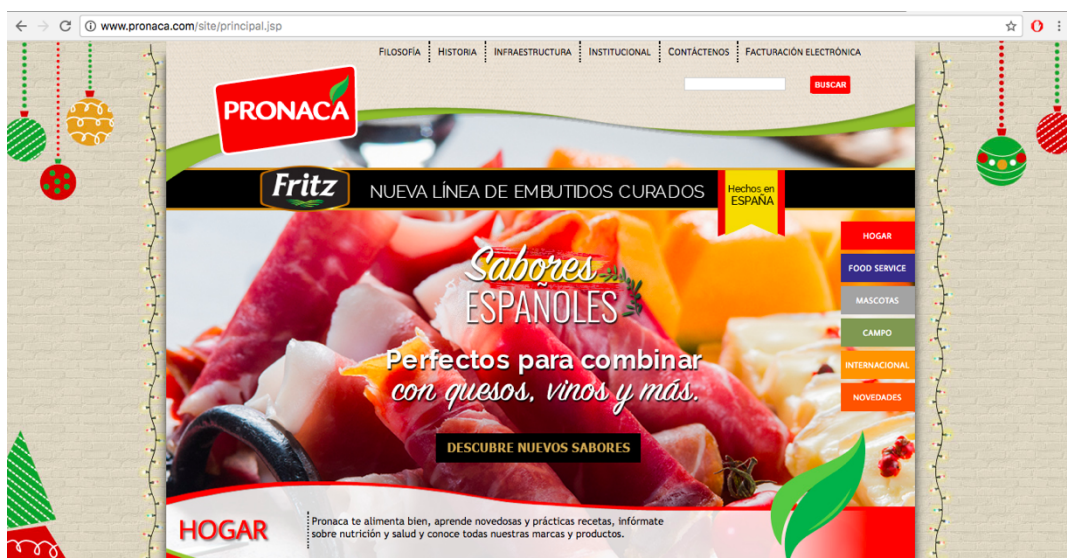 www.pronaca.com/site/principal.jsp
FILOSOFÍA HISTORIA INFRAESTRUCTURA INSTITUCIONAL CONTÁCTENOS FACTURACIÓN ELECTRÓNICA
BUSCAR
PRONACA
Fritz NUEVA LÍNEA DE EMBUTIDOS CURADOS
Hechos en
ESPAÑA
HOGAR
FOOD SERVICE
MASCOTAS
CAMPO
INTERNACIONAL
NOVEDADES
Sabores
ESPAÑOLES
Perfectos para combinar
con quesos, vinos y más.
DESCUBRE NUEVOS SABORES
HOGAR
Pronaca te alimenta bien, aprende novedosas y prácticas recetas, infórmate
sobre nutrición y salud y conoce todas nuestras marcas y productos.